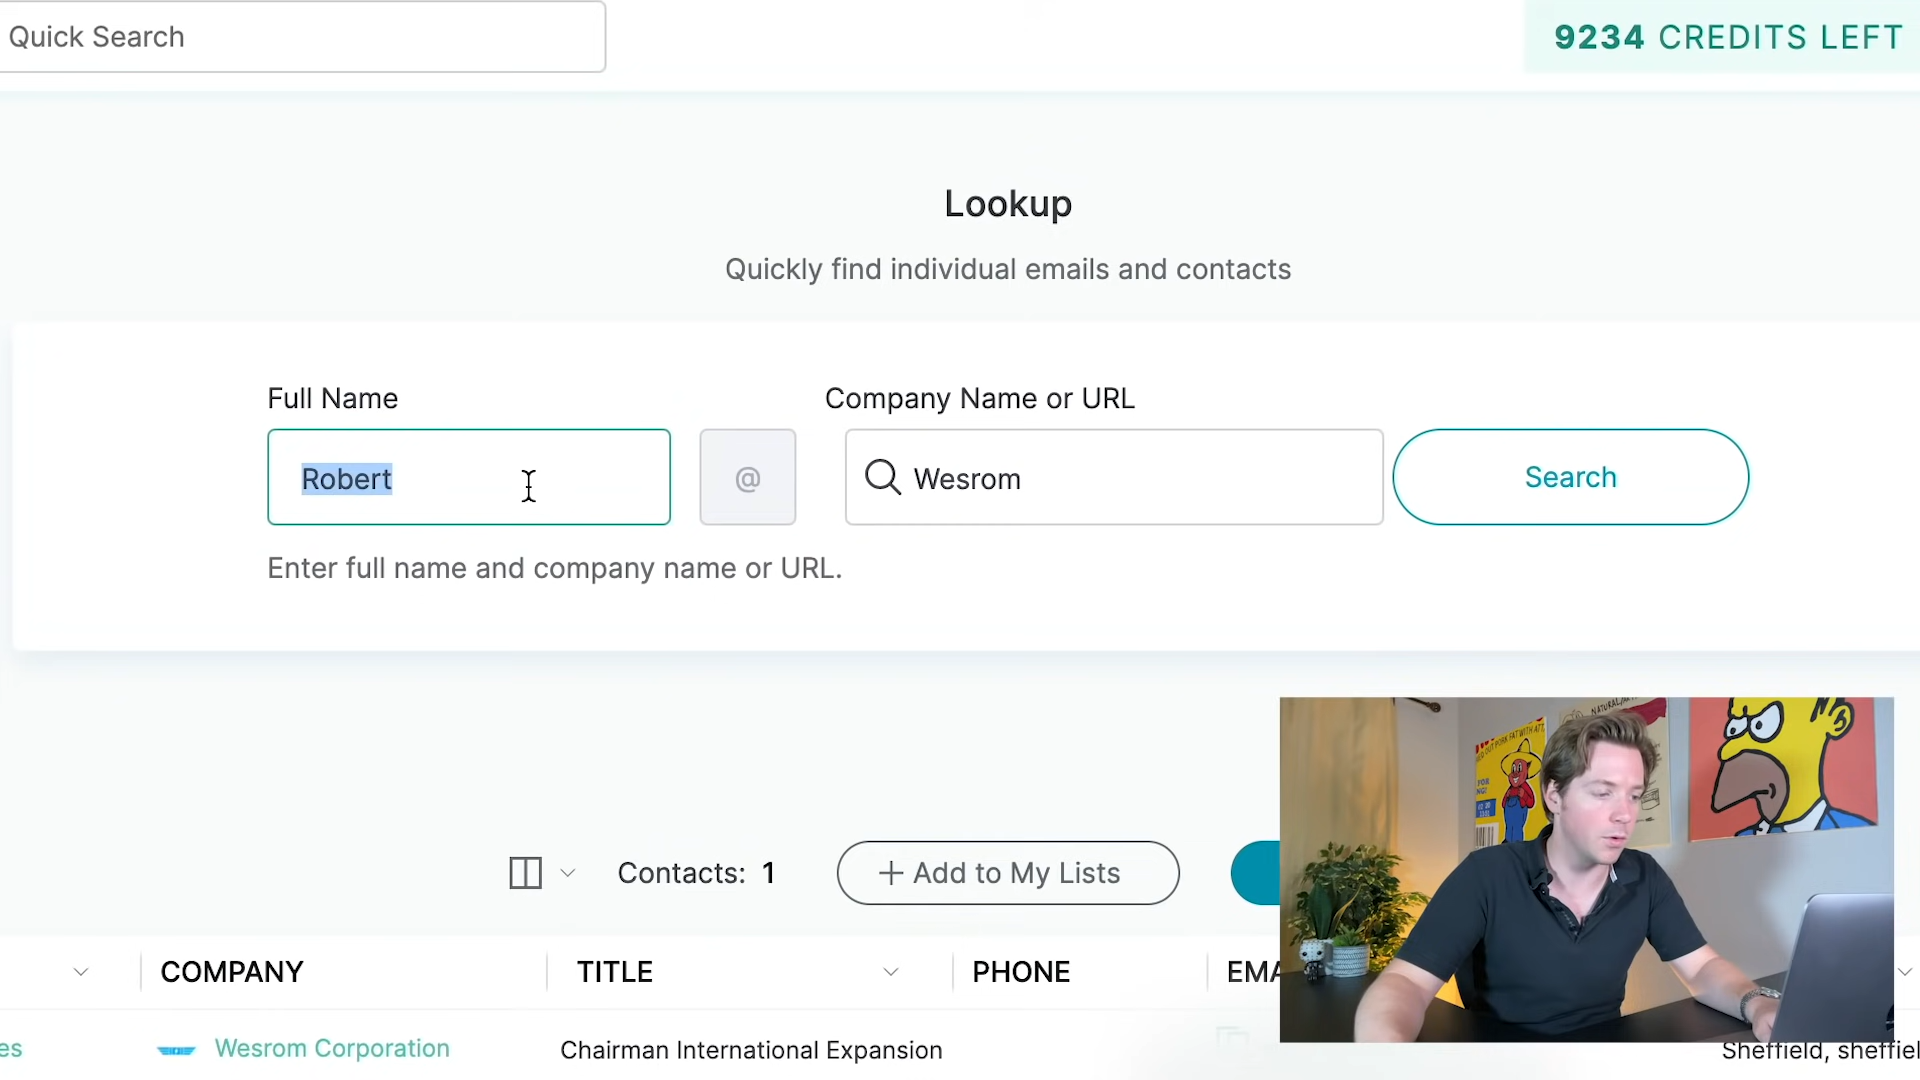 Quick Search
9234 CREDITS LEFT
Lookup
Quickly find individual emails and contacts
Full Name
Company Name or URL
Robert
@
Wesrom
Search
Enter full name and company name or URL.
Contacts: 1
+ Add to My Lists
COMPANY
TITLE
PHONE
EMA
es
Wesrom Corporation
Chairman International Expansion
Sheffield, sheffiel